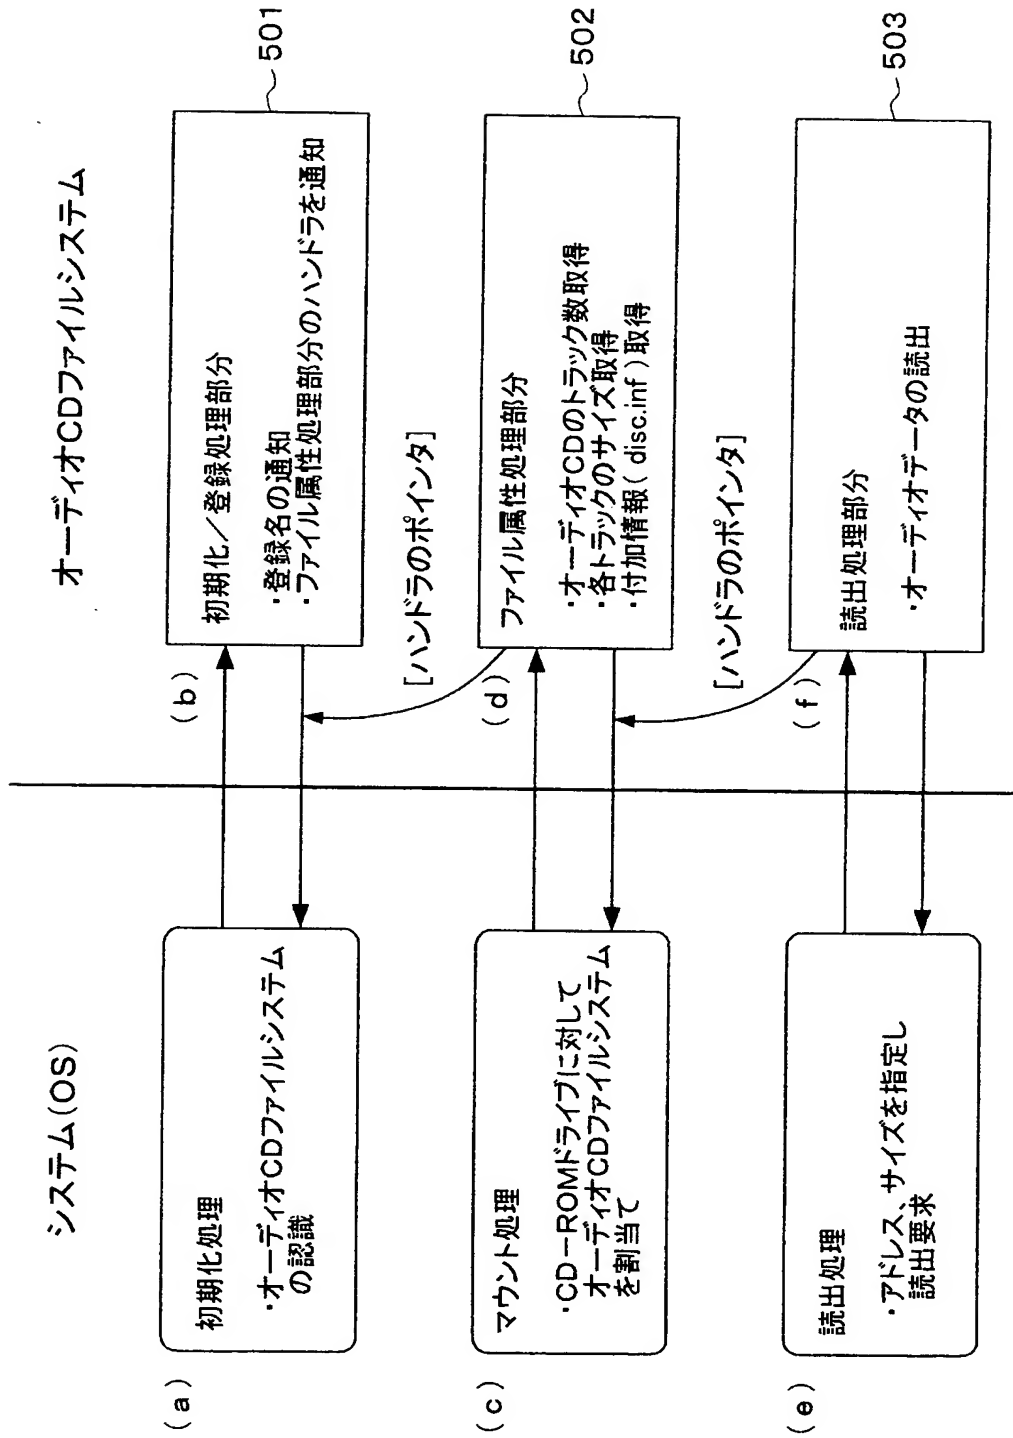 システム(OS)
オーディオCDファイルシステム
(a)
初期化処理
・オーディオCDファイルシステム
の認識
(b)
初期化／登録処理部分
・登録名の通知
・ファイル属性処理部分のハンドラを通知
501
[ハンドラのポインタ]
(c)
マウント処理
・CD－ROMドライブに対して
オーディオCDファイルシステム
を割当て
(d)
ファイル属性処理部分
・オーディオCDのトラック数取得
・各トラックのサイズ取得
・付加情報(disc.inf)取得
502
[ハンドラのポインタ]
(e)
読出処理
・アドレス、サイズを指定し
読出要求
(f)
読出処理部分
・オーディオデータの読出
503